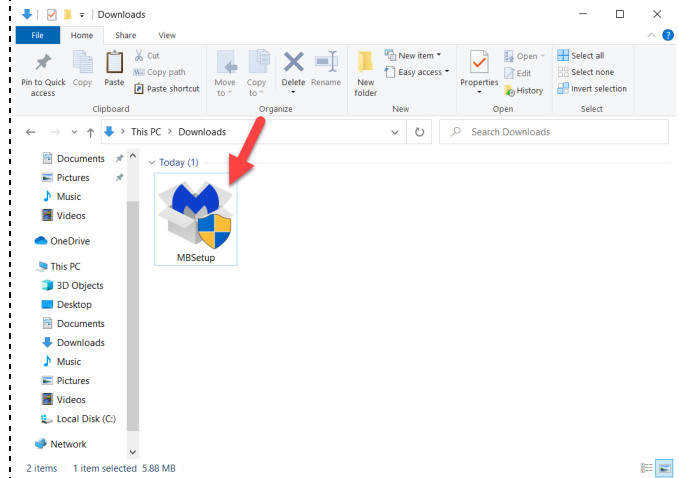 Downloads
File Home Share View
Pin to Quick access
Copy
Paste
Cut
Copy path
Paste shortcut
Clipboard
Move to
Copy to
Delete
Rename
Organize
New folder
New item
Easy access
New
Properties
Open
Edit
History
Open
Select all
Select none
Invert selection
Select
This PC > Downloads
Search Downloads
Documents
Pictures
Music
Videos
OneDrive
This PC
3D Objects
Desktop
Documents
Downloads
Music
Pictures
Videos
Local Disk (C:)
Network
Today (1)
MBSetup
2 items 1 item selected 5.88 MB